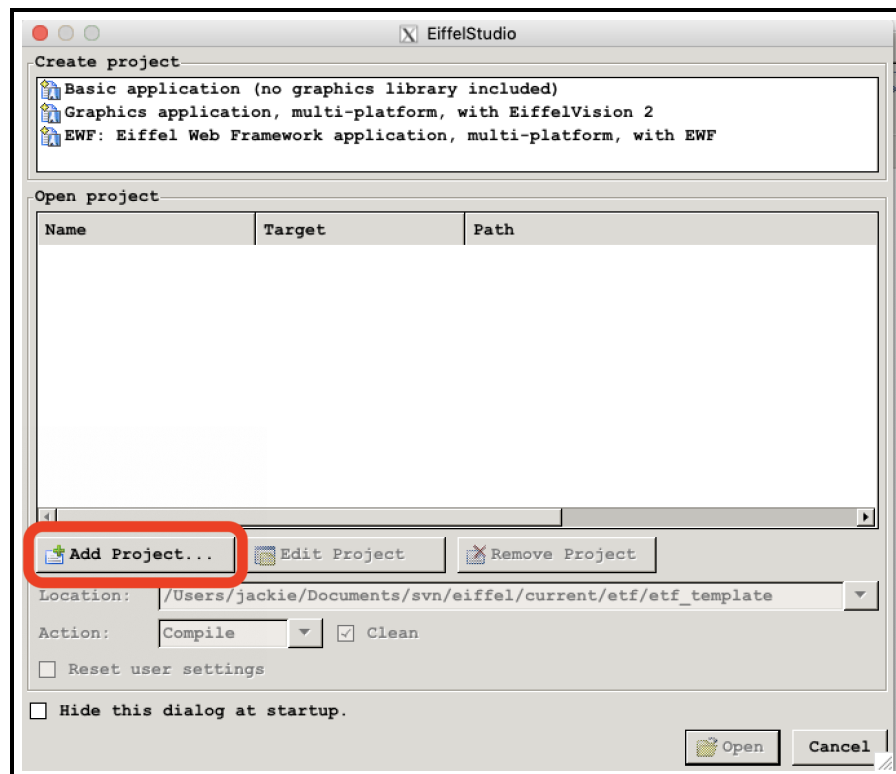 EiffelStudio
Create project
Basic application (no graphics library included)
Graphics application, multi-platform, with EiffelVision 2
EWF: Eiffel Web Framework application, multi-platform, with EWF
Open project
Name Target Path
Add Project... Edit Project Remove Project
Location: /Users/jackie/Documents/svn/eiffel/current/etf/etf_template
Action: Compile Clean
Reset user settings
Hide this dialog at startup.
Open Cancel